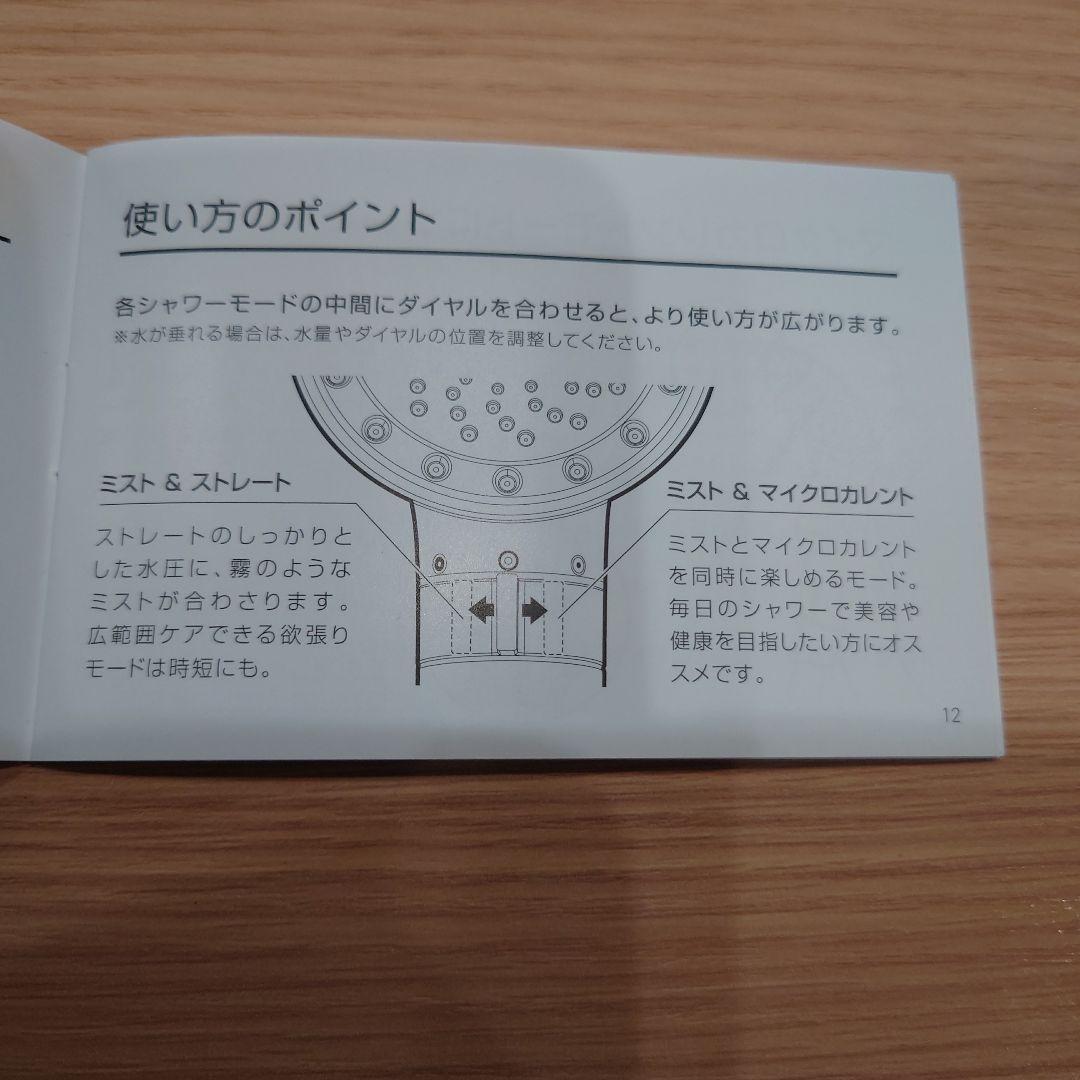 使い方のポイント
各シャワーモードの中間にダイヤルを合わせると、より使い方が広がります。
※水が垂れる場合は、水量やダイヤルの位置を調整してください。
ミスト & ストレート
ストレートのしっかりと
した水圧に、霧のような
ミストが合わさります。
広範囲ケアできる欲張り
モードは時短にも。
ミスト & マイクロカレント
ミストとマイクロカレント
を同時に楽しめるモード。
毎日のシャワーで美容や
健康を目指したい方にオス
スメです。
12